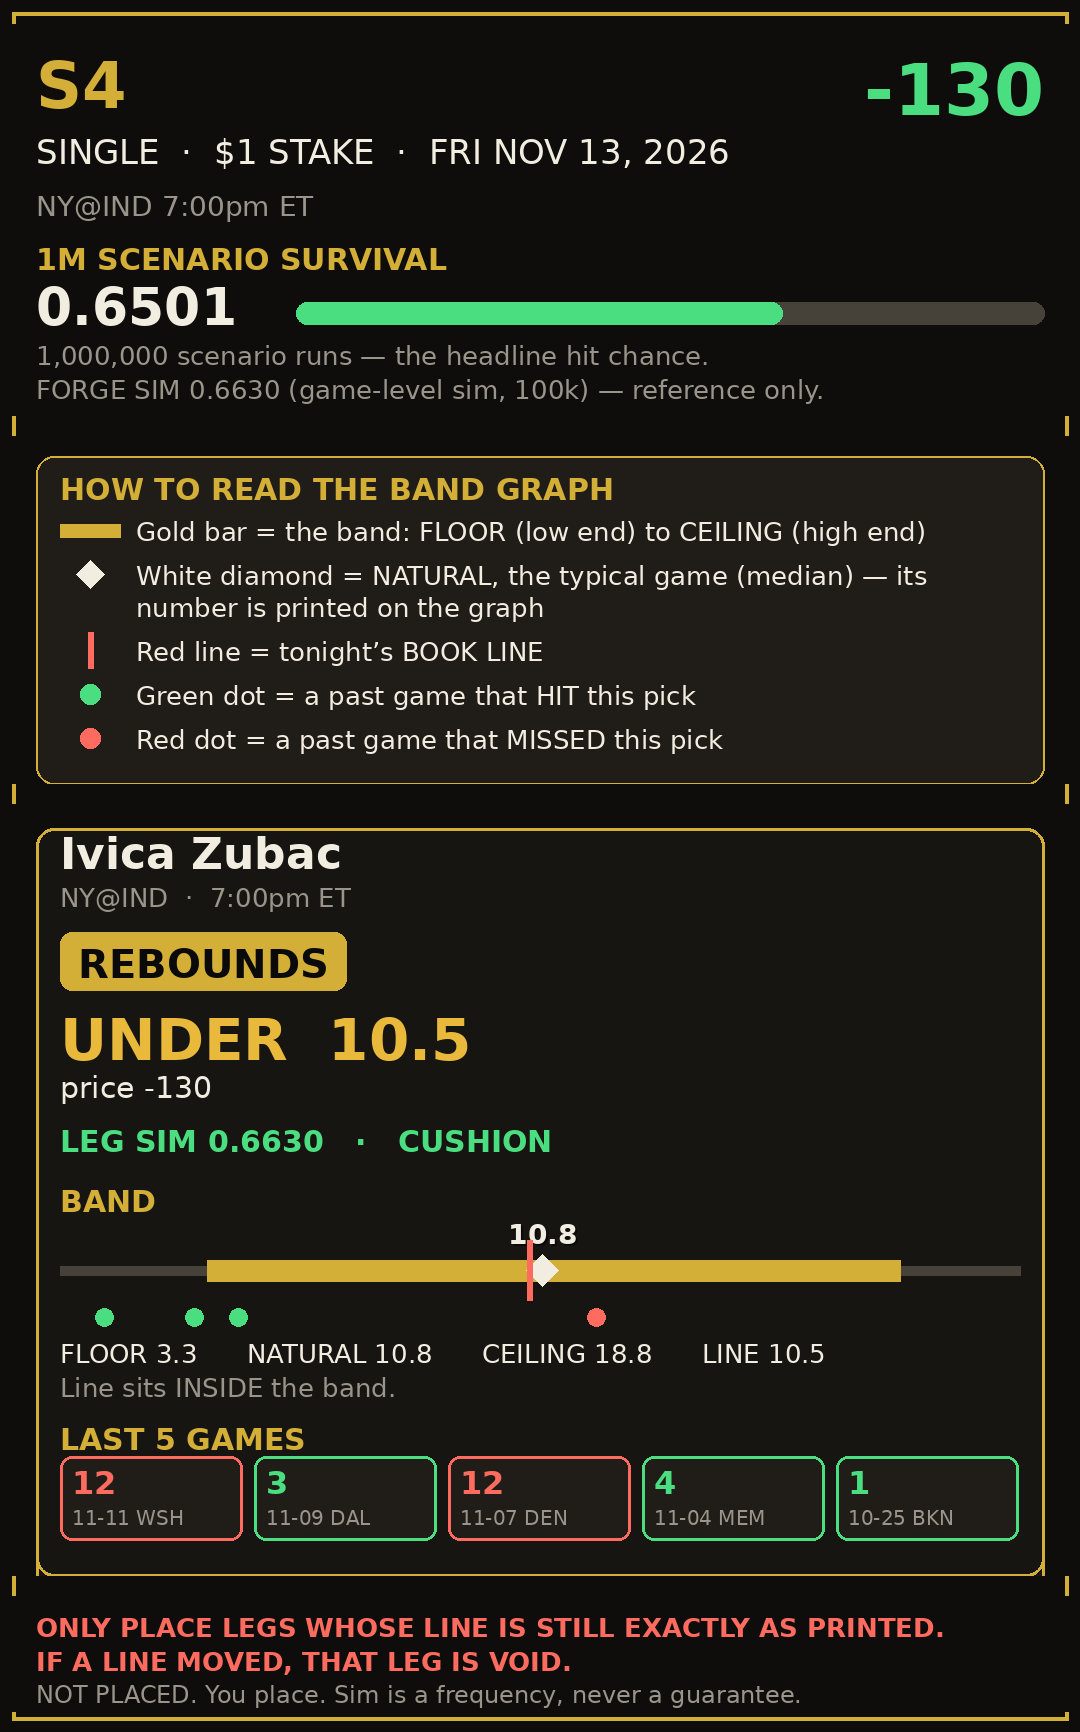 S4
-130
SINGLE · $1 STAKE · FRI NOV 13, 2026
NY@IND 7:00pm ET
1M SCENARIO SURVIVAL
0.6501
1,000,000 scenario runs — the headline hit chance.
FORGE SIM 0.6630 (game-level sim, 100k) — reference only.
HOW TO READ THE BAND GRAPH
Gold bar = the band: FLOOR (low end) to CEILING (high end)
White diamond = NATURAL, the typical game (median) — its
number is printed on the graph
Red line = tonight’s BOOK LINE
Green dot = a past game that HIT this pick
Red dot = a past game that MISSED this pick
Ivica Zubac
NY@IND · 7:00pm ET
REBOUNDS
UNDER 10.5
price -130
LEG SIM 0.6630 · CUSHION
BAND
10.8
FLOOR 3.3 NATURAL 10.8 CEILING 18.8 LINE 10.5
Line sits INSIDE the band.
LAST 5 GAMES
12 3 12 4 1
11-11 WSH 11-09 DAL 11-07 DEN 11-04 MEM 10-25 BKN
ONLY PLACE LEGS WHOSE LINE IS STILL EXACTLY AS PRINTED.
IF A LINE MOVED, THAT LEG IS VOID.
NOT PLACED. You place. Sim is a frequency, never a guarantee.